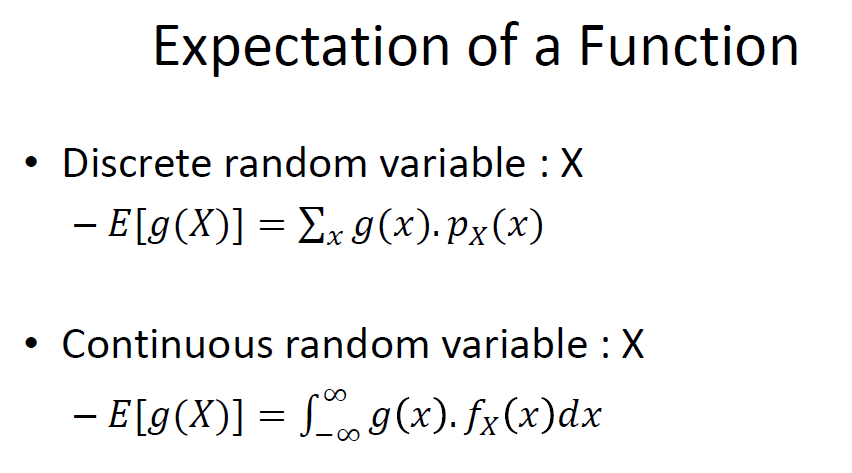 Expectation of a Function
• Discrete random variable : X
– E[g(X)] = ∑ₓ g(x). p_X(x)
• Continuous random variable : X
– E[g(X)] = ∫_{-∞}^{∞} g(x). f_X(x)dx